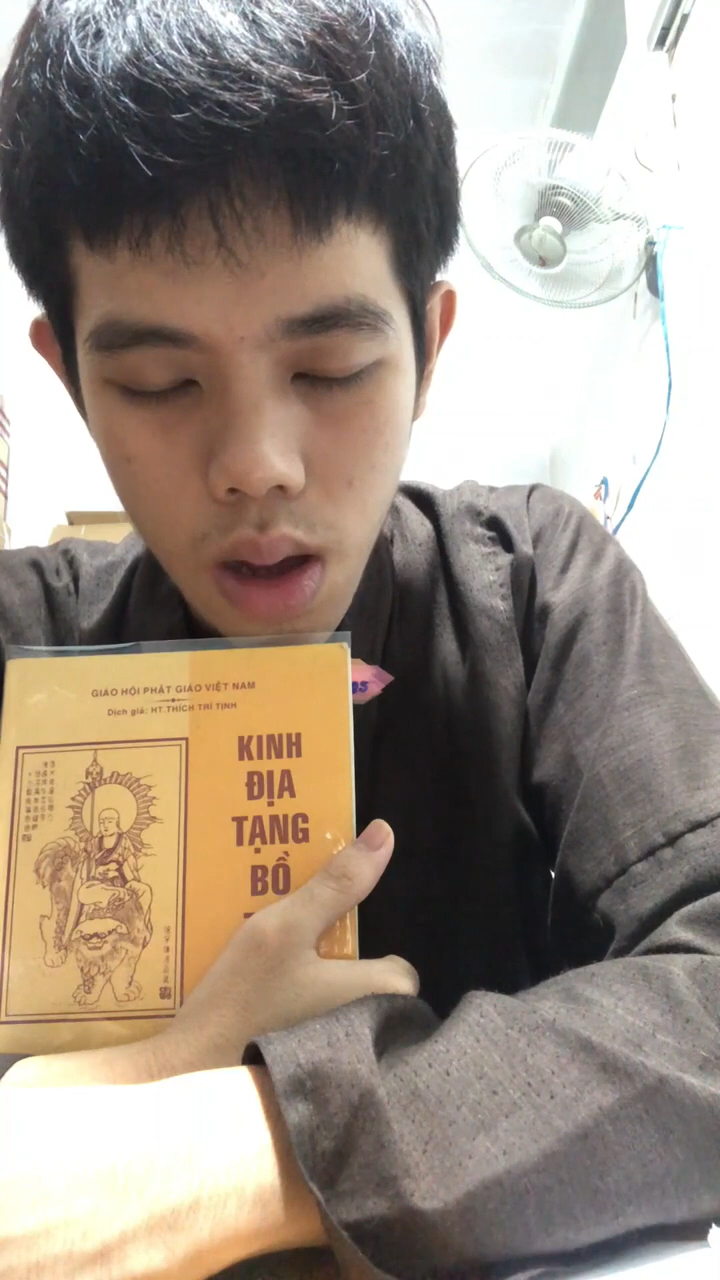 GIÁO HỘI PHẬT GIÁO VIỆT NAM
Dịch giả: HT.THÍCH TRÍ TỊNH
KINH
ĐỊA
TẠNG
BỒ